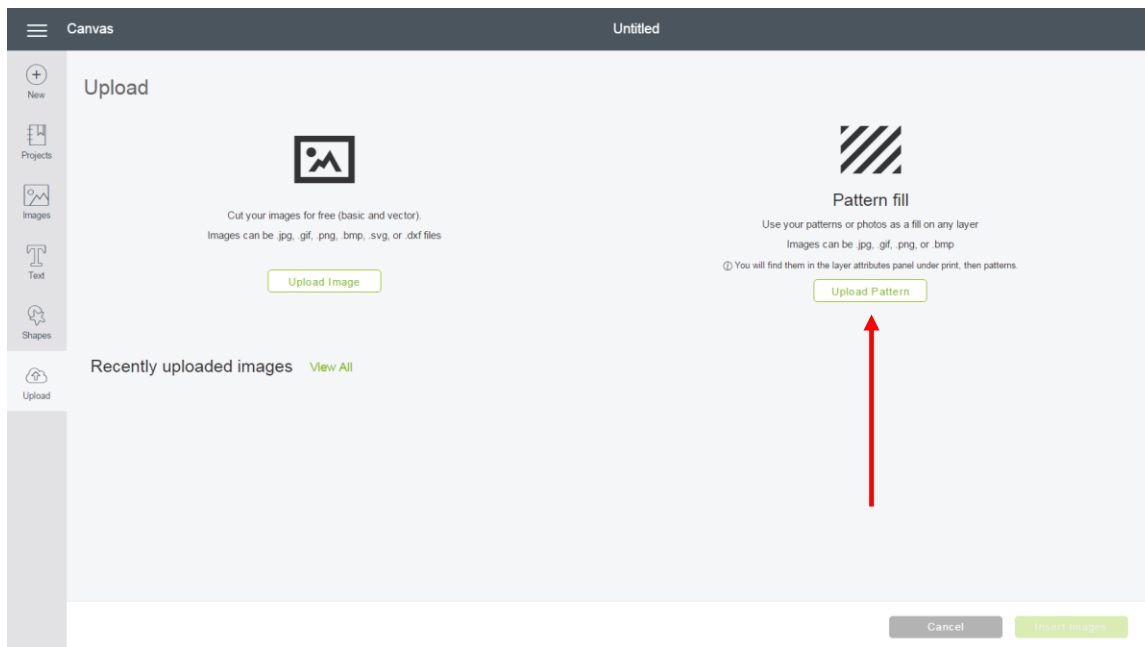 Canvas
Untitled
New
Projects
Images
Text
Shapes
Upload
Upload
Cut your images for free (basic and vector).
Images can be .jpg, .gif, .png, .bmp, .svg, or .dxf files
Upload Image
Pattern fill
Use your patterns or photos as a fill on any layer
Images can be .jpg, .gif, .png, or .bmp
You will find them in the layer attributes panel under print, then patterns.
Upload Pattern
Recently uploaded images View All
Cancel
Insert Images